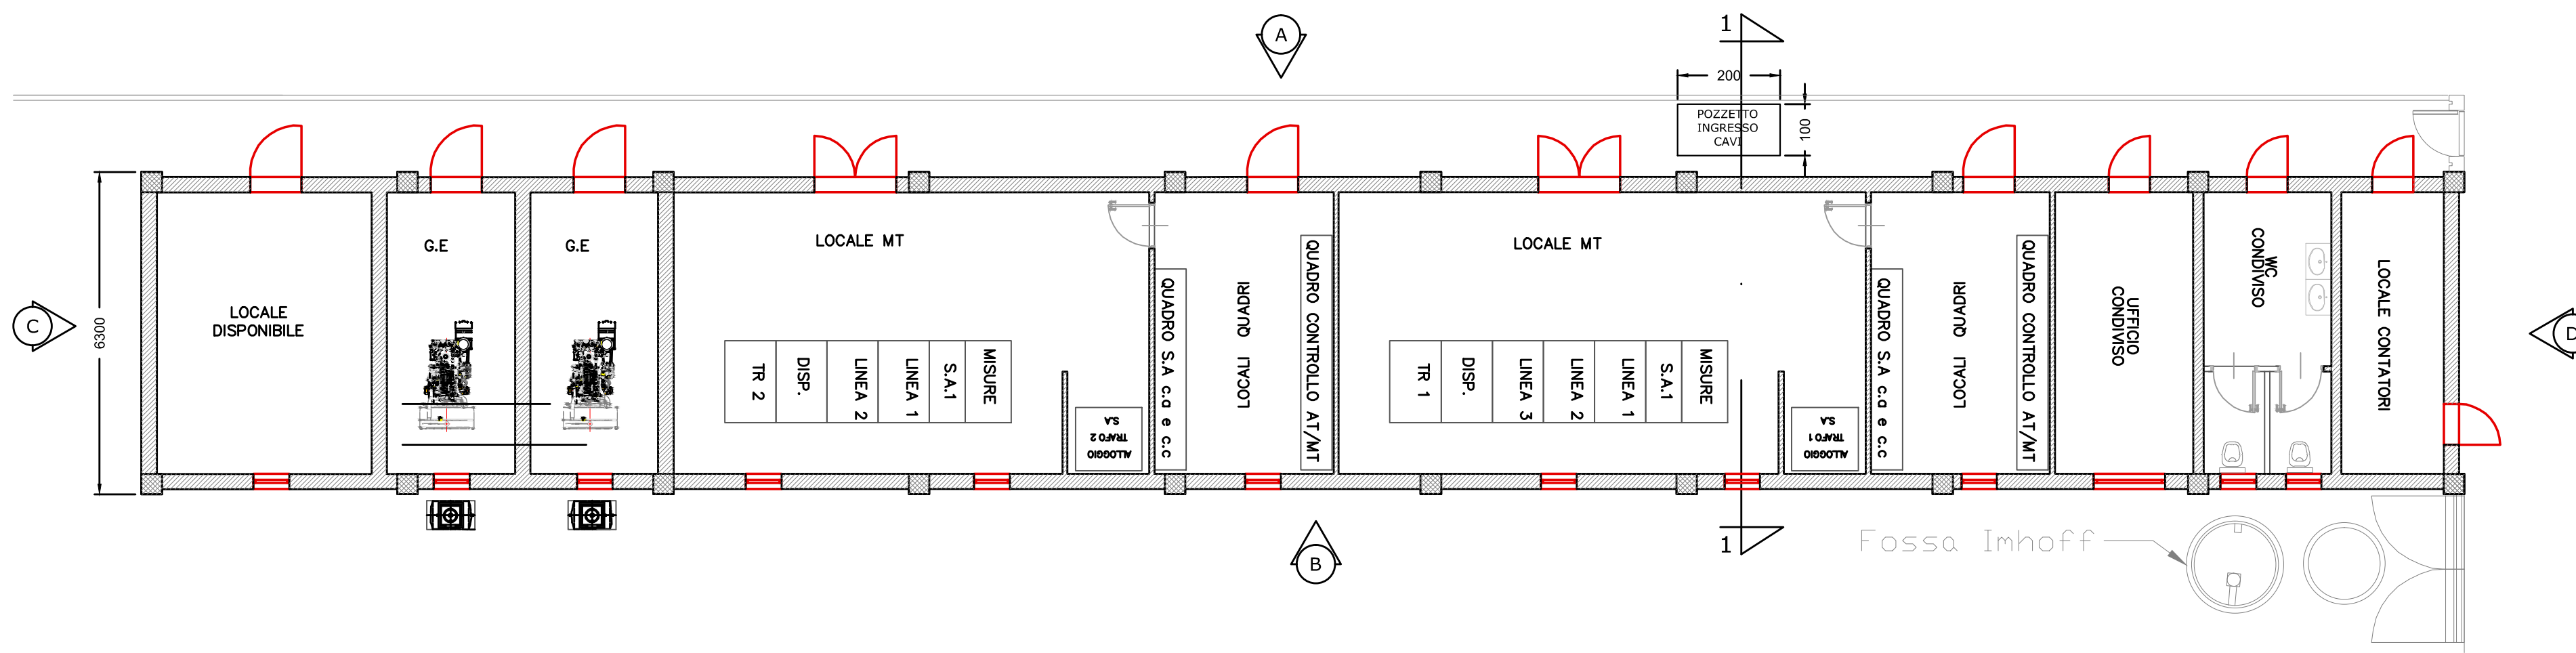 A
1
200
POZZETTO
INGRESSO
CAVI
100
C
6300
LOCALE
DISPONIBILE
G.E
G.E
LOCALE MT
TR 2
DISP.
LINEA 2
LINEA 1
S.A.1
MISURE
ALLOGGIO
TRAFO 2
S.A
QUADRO S.A c.a e c.c
LOCALI QUADRI
QUADRO CONTROLLO AT/MT
LOCALE MT
TR 1
DISP.
LINEA 3
LINEA 2
LINEA 1
S.A.1
MISURE
ALLOGGIO
TRAFO 1
S.A
QUADRO S.A c.a e c.c
LOCALI QUADRI
QUADRO CONTROLLO AT/MT
UFFICIO
CONDIVISO
WC
CONDIVISO
LOCALE CONTATORI
D
B
1
Fossa Imhoff